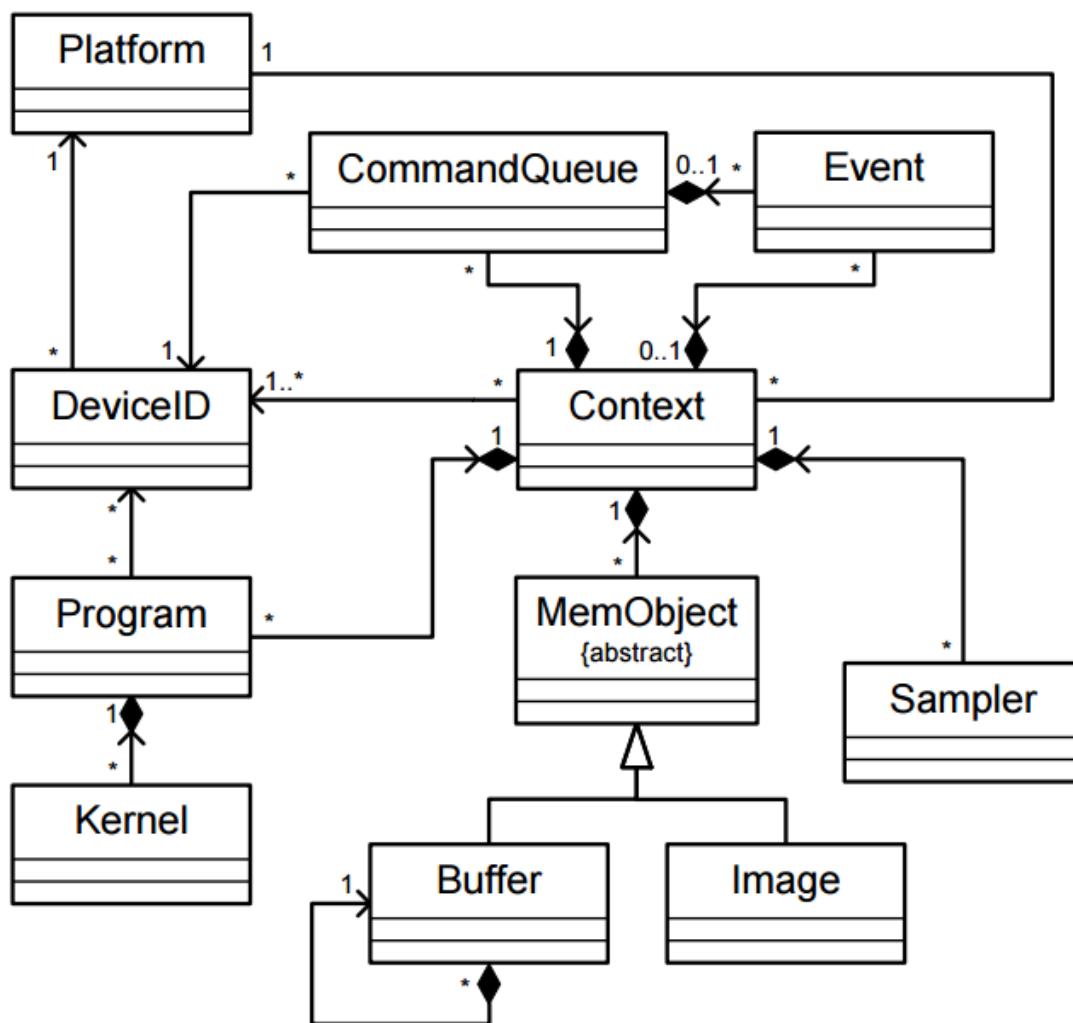 Platform
1
1
CommandQueue
*
0..1
*
Event
*
*
*
1
1
0..1
DeviceID
1..*
*
Context
*
1
1
*
1
*
*
Program
*
MemObject
{abstract}
*
Sampler
1
*
Kernel
1
Buffer
Image
*